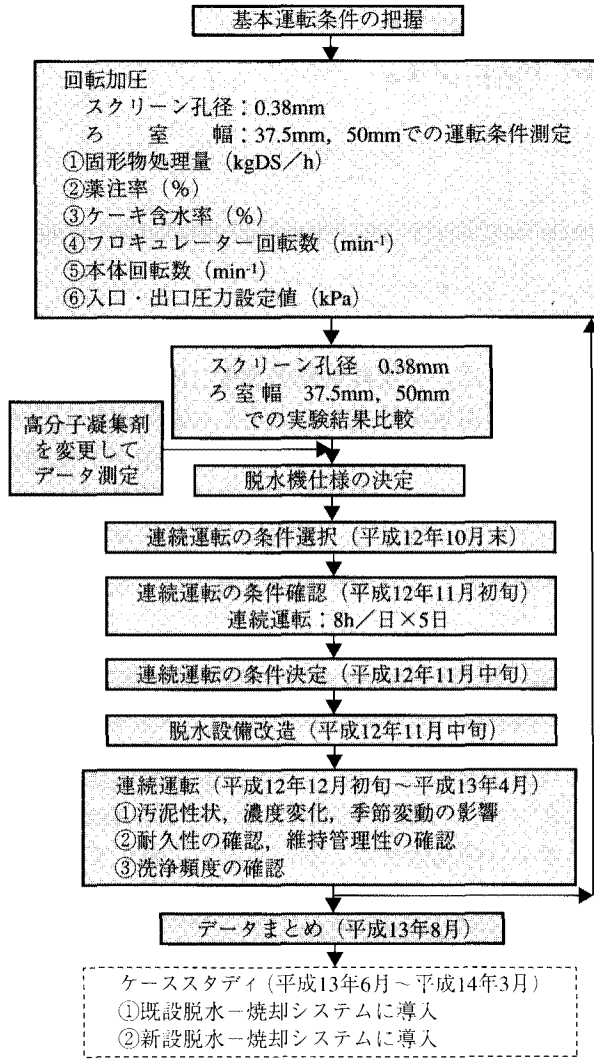 基本運転条件の把握
回転加圧
スクリーン孔径：0.38mm
ろ　室　幅：37.5mm，50mmでの運転条件測定
①固形物処理量（kgDS／h）
②薬注率（%）
③ケーキ含水率（%）
④フロキュレーター回転数（min⁻¹）
⑤本体回転数（min⁻¹）
⑥入口・出口圧力設定値（kPa）
スクリーン孔径　0.38mm
ろ 室 幅　37.5mm，50mm
での実験結果比較
高分子凝集剤
を変更して
データ測定
脱水機仕様の決定
連続運転の条件選択（平成12年10月末）
連続運転の条件確認（平成12年11月初旬）
連続運転：8h／日×5日
連続運転の条件決定（平成12年11月中旬）
脱水設備改造（平成12年11月中旬）
連続運転（平成12年12月初旬～平成13年4月）
①汚泥性状，濃度変化，季節変動の影響
②耐久性の確認，維持管理性の確認
③洗浄頻度の確認
データまとめ（平成13年8月）
ケーススタディ（平成13年6月～平成14年3月）
①既設脱水－焼却システムに導入
②新設脱水－焼却システムに導入